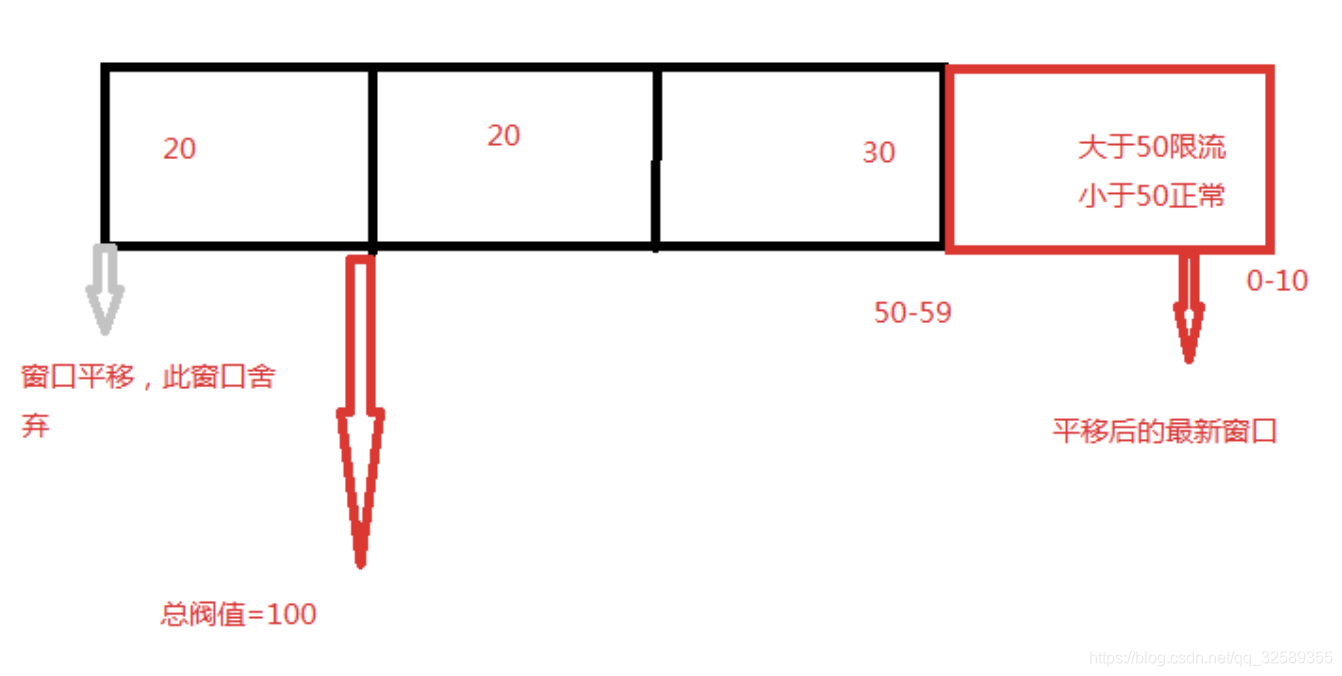 20
20
30
大于50限流
小于50正常
0-10
50-59
窗口平移，此窗口舍
弃
平移后的最新窗口
总阀值=100
https://blog.csdn.net/qq_32589355